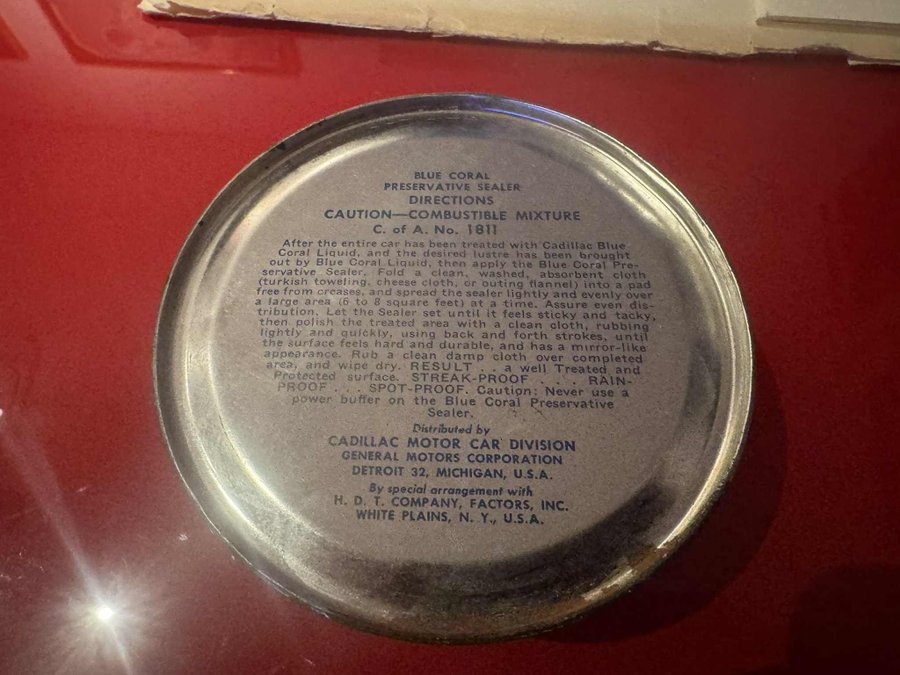 BLUE CORAL
PRESERVATIVE SEALER
DIRECTIONS
CAUTION—COMBUSTIBLE MIXTURE
C. of A. No. 1811
After the entire car has been treated with Cadillac Blue
Coral Liquid, and the desired lustre has been brought
out by Blue Coral Liquid, then apply the Blue Coral Pre-
servative Sealer. Fold a clean, washed, absorbent cloth
(turkish toweling, cheese cloth, or outing flannel) into a pad
free from creases, and spread the sealer lightly and evenly over
a large area (6 to 8 square feet) at a time. Assure even dis-
tribution. Let the Sealer set until it feels sticky and tacky,
then polish the treated area with a clean cloth, rubbing
lightly and quickly, using back and forth strokes, until
the surface feels hard and durable, and has a mirror-like
appearance. Rub a clean damp cloth over completed
area, and wipe dry. RESULT . . a well Treated and
Protected surface. STREAK-PROOF . . . . RAIN-
PROOF . . . SPOT-PROOF. Caution: Never use a
power buffer on the Blue Coral Preservative
Sealer.
Distributed by
CADILLAC MOTOR CAR DIVISION
GENERAL MOTORS CORPORATION
DETROIT 32, MICHIGAN, U.S.A.
By special arrangement with
H. D. T. COMPANY, FACTORS, INC.
WHITE PLAINS, N. Y., U.S.A.